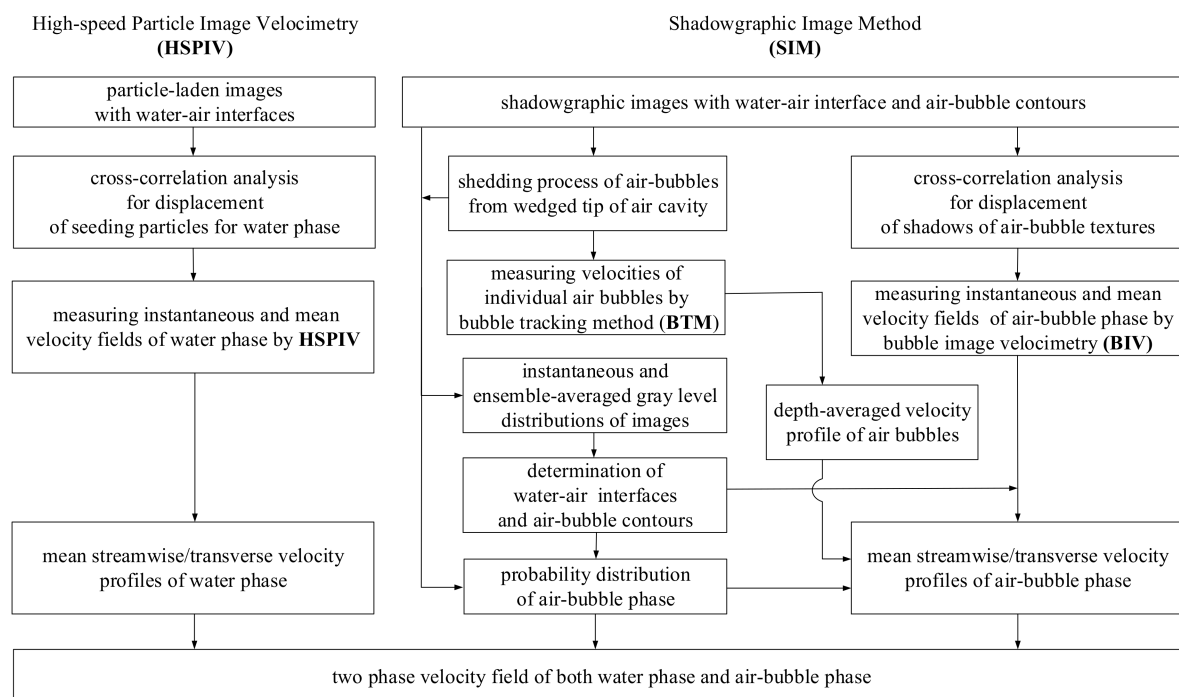 High-speed Particle Image Velocimetry
(HSPIV)
Shadowgraphic Image Method
(SIM)
particle-laden images
with water-air interfaces
shadowgraphic images with water-air interface and air-bubble contours
cross-correlation analysis
for displacement
of seeding particles for water phase
shedding process of air-bubbles
from wedged tip of air cavity
cross-correlation analysis
for displacement
of shadows of air-bubble textures
measuring instantaneous and mean
velocity fields of water phase by HSPIV
measuring velocities of
individual air bubbles by
bubble tracking method (BTM)
measuring instantaneous and mean
velocity fields of air-bubble phase by
bubble image velocimetry (BIV)
instantaneous and
ensemble-averaged gray level
distributions of images
depth-averaged velocity
profile of air bubbles
determination of
water-air interfaces
and air-bubble contours
mean streamwise/transverse velocity
profiles of water phase
probability distribution
of air-bubble phase
mean streamwise/transverse velocity
profiles of air-bubble phase
two phase velocity field of both water phase and air-bubble phase